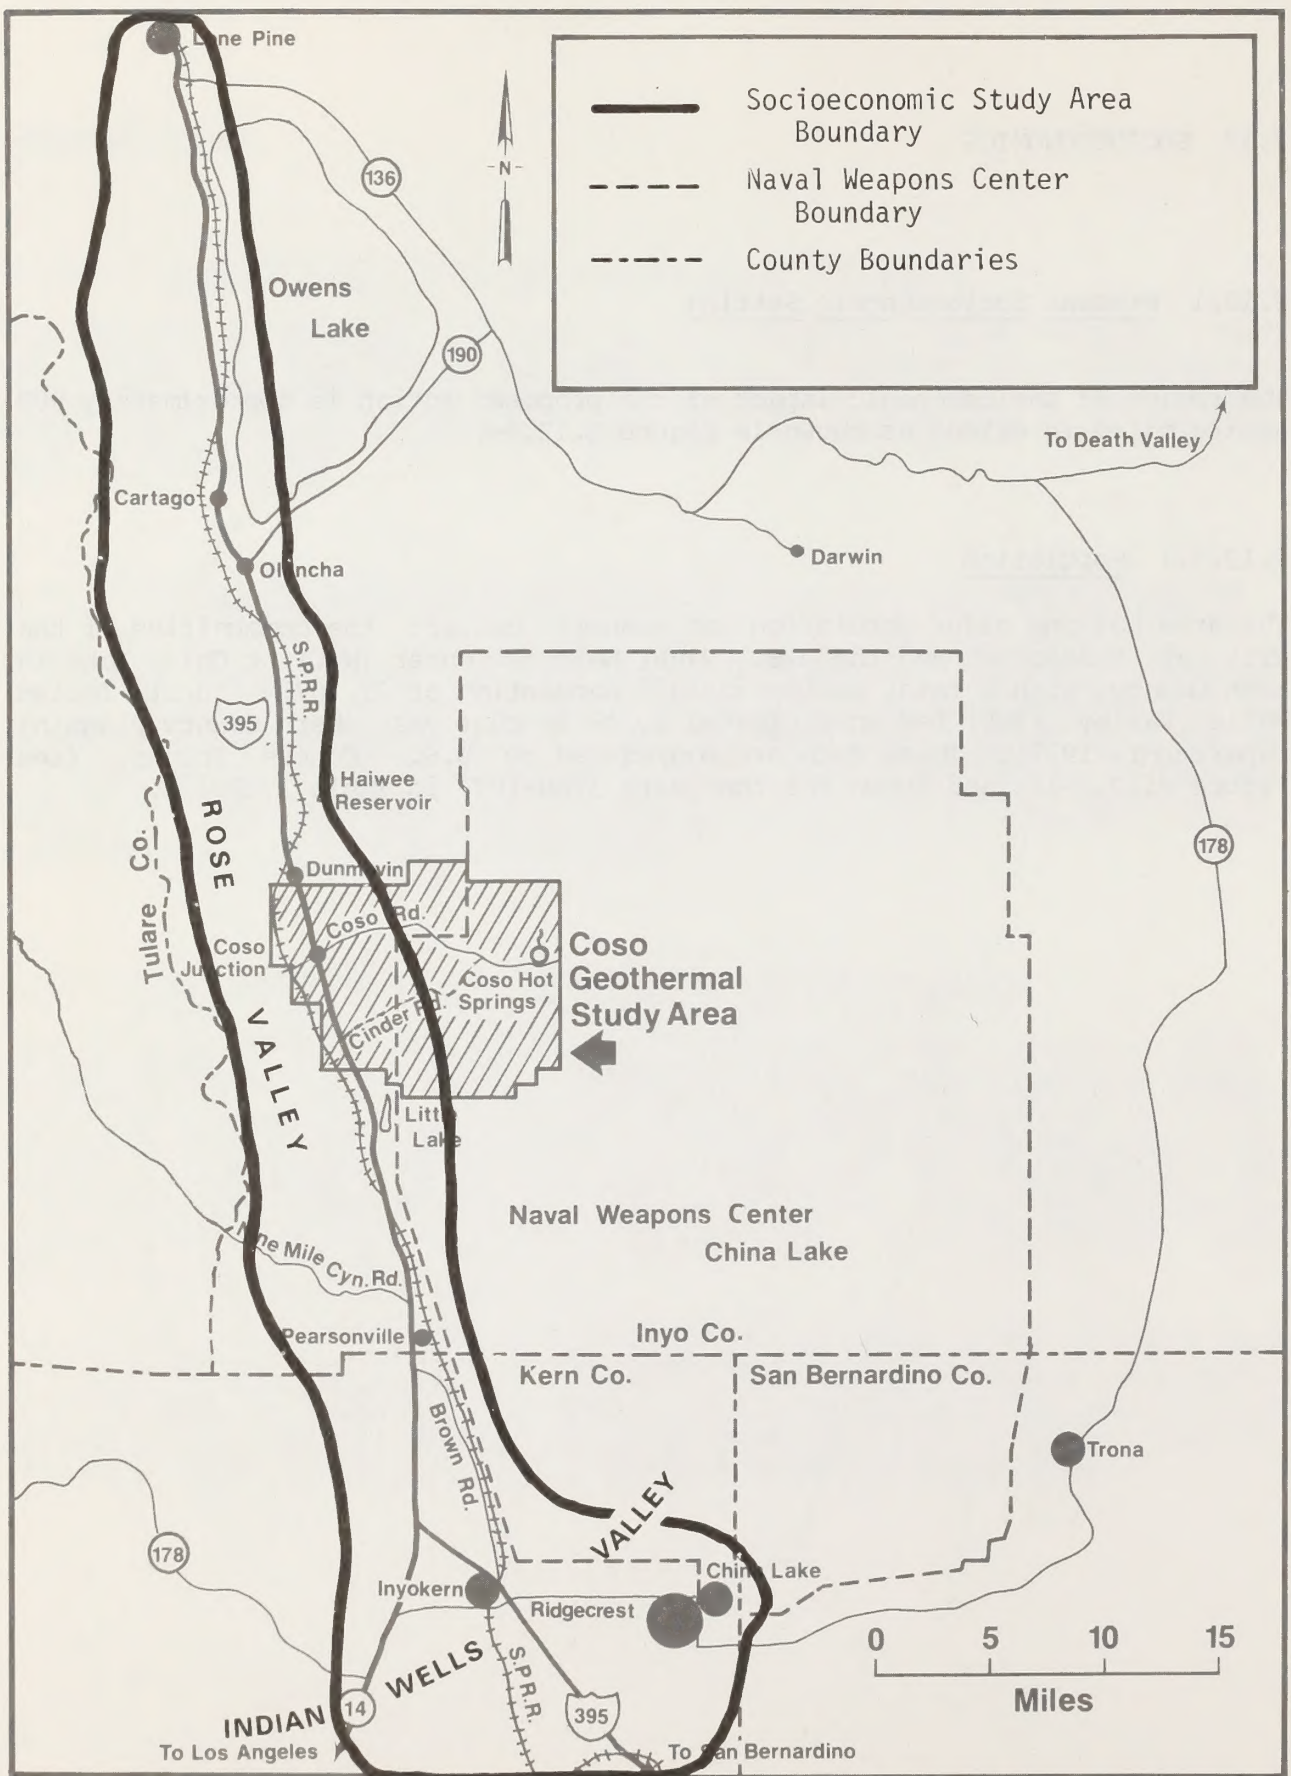 Lone Pine
Socioeconomic Study Area
Boundary
Naval Weapons Center
Boundary
County Boundaries
N
136
Owens
Lake
190
To Death Valley
Cartago
Olancha
Darwin
S.P.R.R.
395
Haiwee
Reservoir
ROSE
VALLEY
Tulare Co.
178
Dunmovin
Coso Rd.
Coso
Junction
Coso Hot
Springs
Cinder Rd.
Coso
Geothermal
Study Area
Little
Lake
Naval Weapons Center
China Lake
Nine Mile Cyn. Rd.
Pearsonville
Inyo Co.
Kern Co.
San Bernardino Co.
Brown Rd.
Trona
VALLEY
178
China Lake
Inyokern
Ridgecrest
WELLS
INDIAN
14
S.P.R.R.
395
To Los Angeles
To San Bernardino
0 5 10 15
Miles